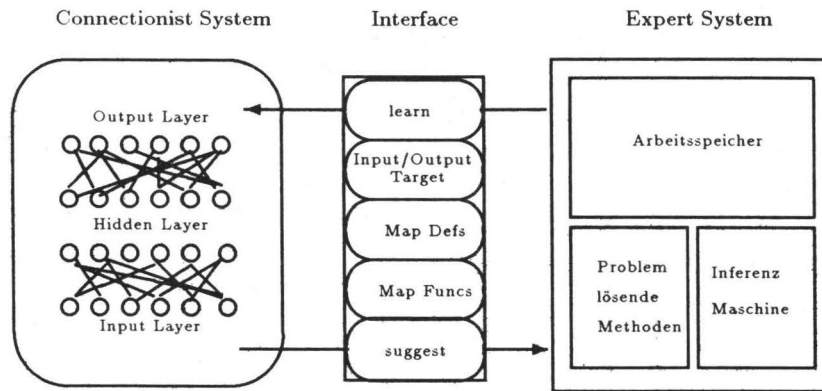 Connectionist System
Interface
Expert System
Output Layer
Hidden Layer
Input Layer
learn
Input/Output
Target
Map Defs
Map Funcs
suggest
Arbeitsspeicher
Problem
lösende
Methoden
Inferenz
Maschine